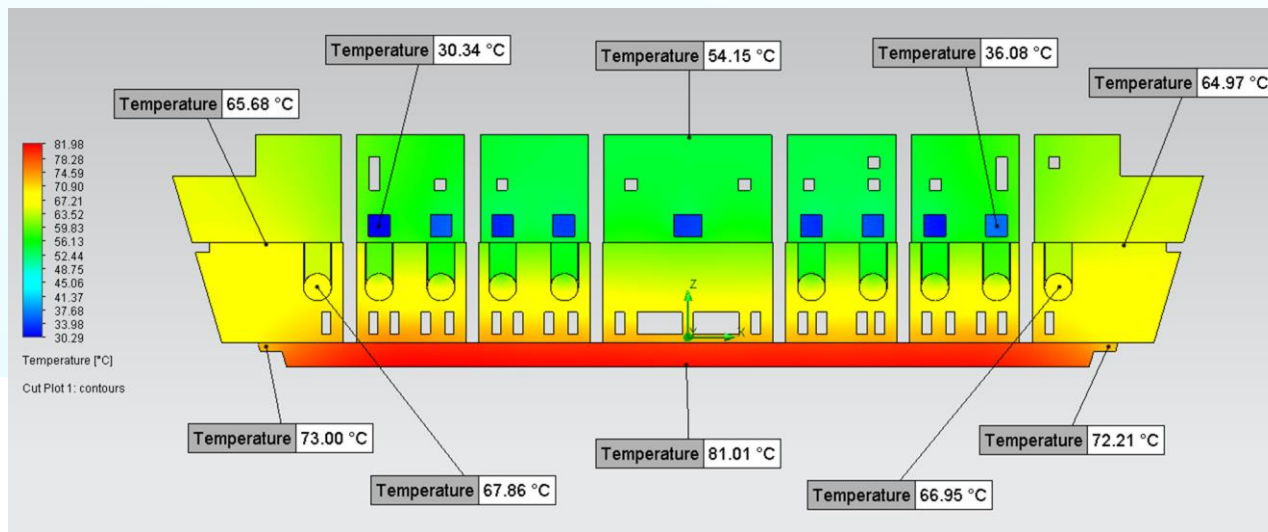 Temperature 30.34 °C
Temperature 54.15 °C
Temperature 36.08 °C
Temperature 65.68 °C
Temperature 64.97 °C
81.98
78.28
74.59
70.90
67.21
63.52
59.83
56.13
52.44
48.75
45.06
41.37
37.68
33.98
30.29
Temperature [°C]
Cut Plot 1: contours
Z
Y
X
Temperature 73.00 °C
Temperature 81.01 °C
Temperature 72.21 °C
Temperature 67.86 °C
Temperature 66.95 °C